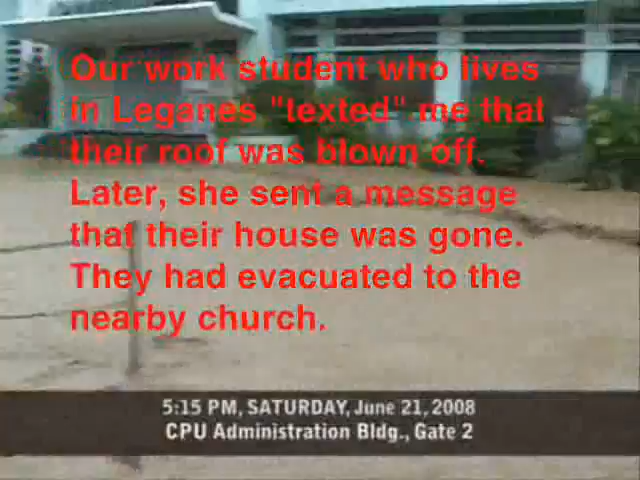 Our work student who lives
in Leganes "texted" me that
their roof was blown off.
Later, she sent a message
that their house was gone.
They had evacuated to the
nearby church.
5:15 PM, SATURDAY, June 21, 2008
CPU Administration Bldg., Gate 2